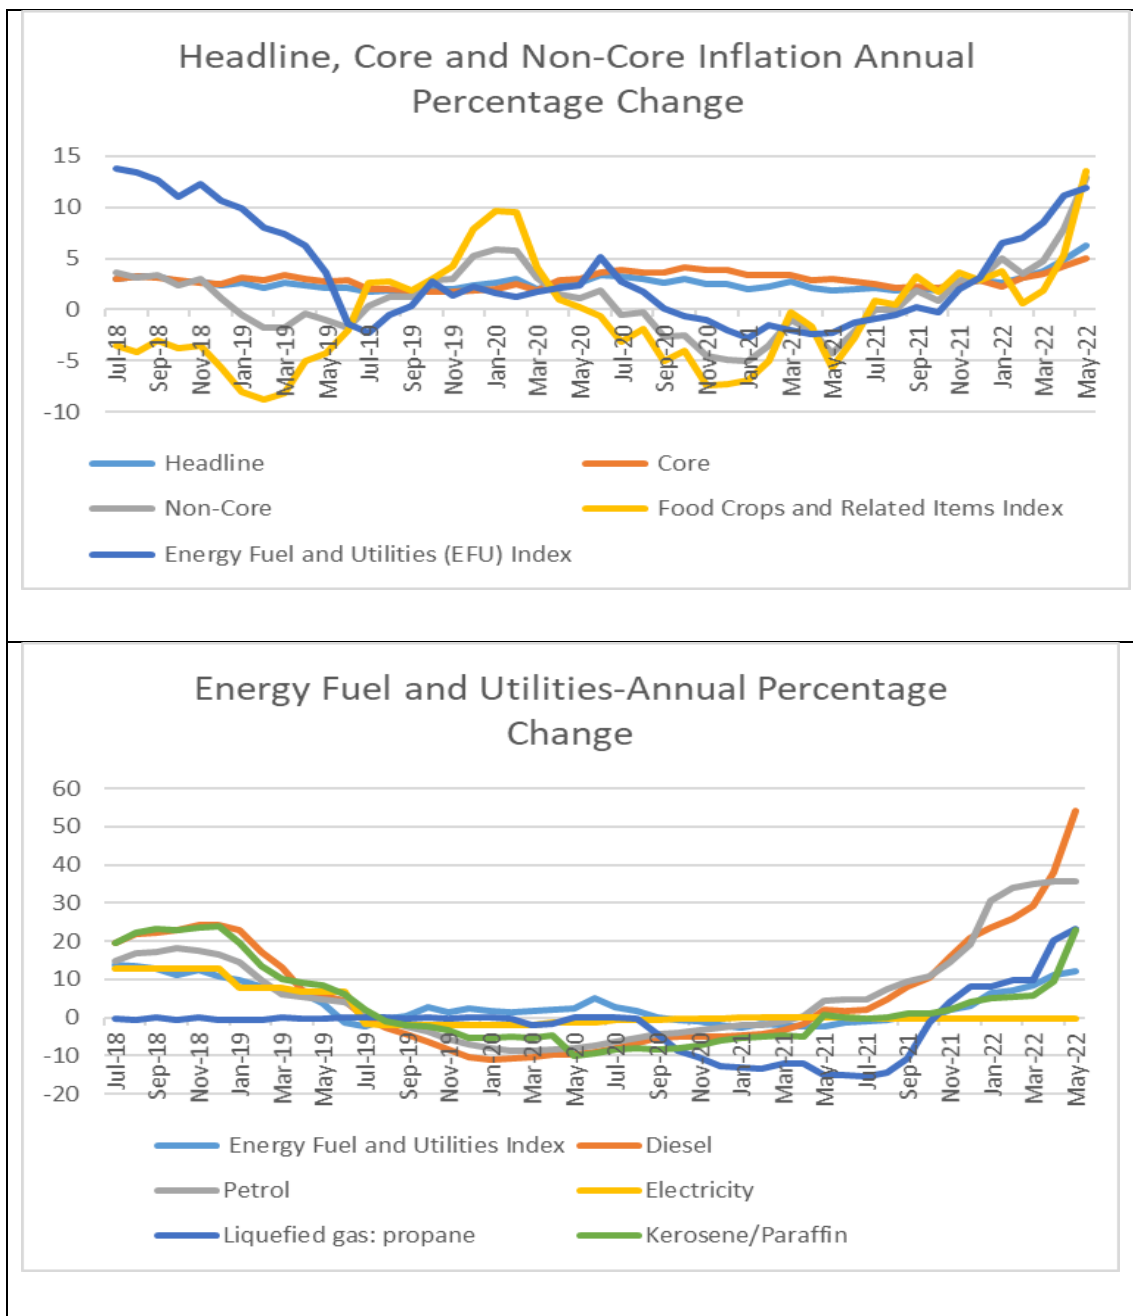 Headline, Core and Non-Core Inflation Annual
Percentage Change
15
10
5
0
-5
-10
Jul-18
Sep-18
Nov-18
Jan-19
Mar-19
May-19
Jul-19
Sep-19
Nov-19
Jan-20
Mar-20
May-20
Jul-20
Sep-20
Nov-20
Jan-21
Mar-21
May-21
Jul-21
Sep-21
Nov-21
Jan-22
Mar-22
May-22
Headline
Core
Non-Core
Food Crops and Related Items Index
Energy Fuel and Utilities (EFU) Index
Energy Fuel and Utilities-Annual Percentage
Change
60
50
40
30
20
10
0
-10
-20
Jul-18
Sep-18
Nov-18
Jan-19
Mar-19
May-19
Jul-19
Sep-19
Nov-19
Jan-20
Mar-20
May-20
Jul-20
Sep-20
Nov-20
Jan-21
Mar-21
May-21
Jul-21
Sep-21
Nov-21
Jan-22
Mar-22
May-22
Energy Fuel and Utilities Index
Diesel
Petrol
Electricity
Liquefied gas: propane
Kerosene/Paraffin